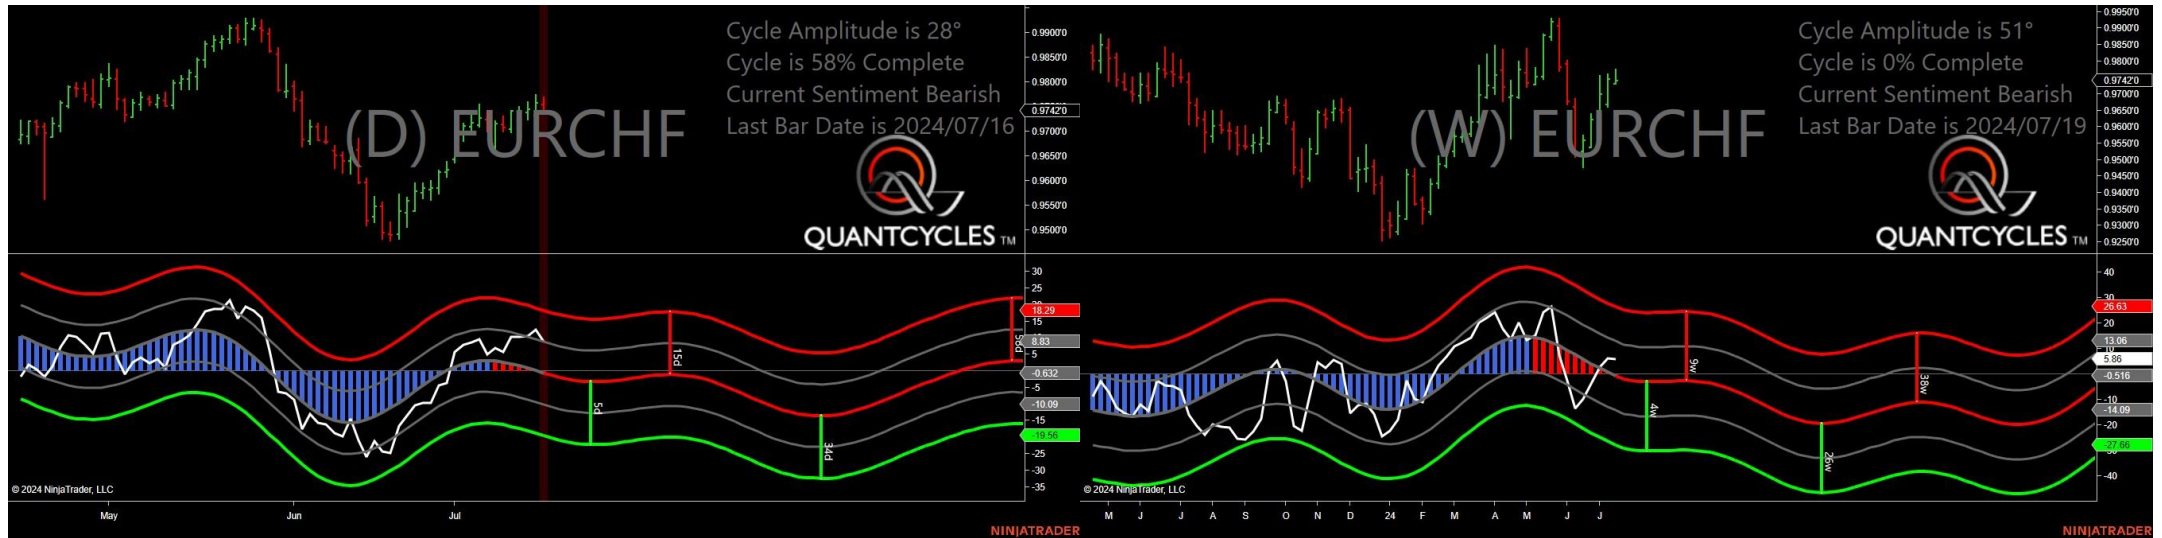 Cycle Amplitude is 28°
Cycle is 58% Complete
Current Sentiment Bearish
Last Bar Date is 2024/07/16
(D) EURCHF
QUANTCYCLES TM
0.9900'0
0.9850'0
0.9800'0
0.9742'0
0.9700'0
0.9650'0
0.9600'0
0.9550'0
0.9500'0
30
25
18.29
15
8.83
5
-0.632
-5
-10.09
-15
-19.56
-25
-30
-35
5d
15d
34d
56d
© 2024 NinjaTrader, LLC
May
Jun
Jul
NINJATRADER
Cycle Amplitude is 51°
Cycle is 0% Complete
Current Sentiment Bearish
Last Bar Date is 2024/07/19
(W) EURCHF
QUANTCYCLES TM
0.9950'0
0.9900'0
0.9850'0
0.9800'0
0.9742'0
0.9700'0
0.9650'0
0.9600'0
0.9550'0
0.9500'0
0.9450'0
0.9400'0
0.9350'0
0.9300'0
0.9250'0
40
26.63
20
13.06
5.86
-0.516
-10
-14.09
-20
-27.66
-40
4w
9w
26w
38w
© 2024 NinjaTrader, LLC
M J J A S O N D 24 F M A M J J
NINJATRADER